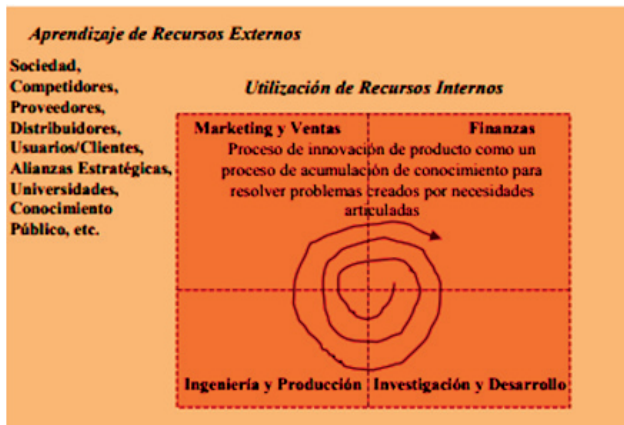 Aprendizaje de Recursos Externos
Sociedad,
Competidores,
Proveedores,
Distribuidores,
Usuarios/Clientes,
Alianzas Estratégicas,
Universidades,
Conocimiento
Público, etc.
Utilización de Recursos Internos
Marketing y Ventas
Finanzas
Proceso de innovación de producto como un
proceso de acumulación de conocimiento para
resolver problemas creados por necesidades
articuladas
Ingeniería y Producción
Investigación y Desarrollo